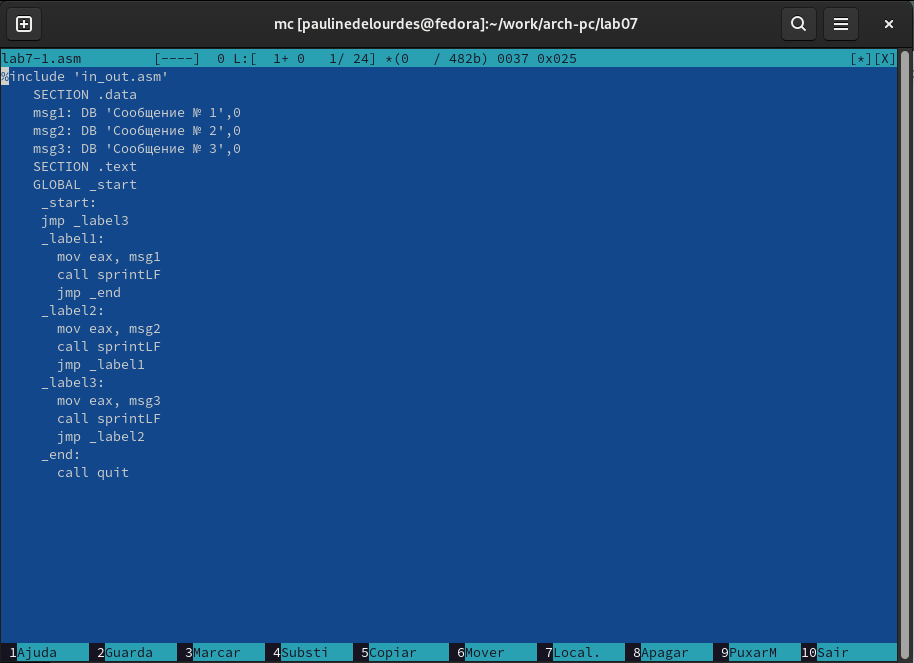 mc [paulinedelourdes@fedora]:~/work/arch-pc/lab07
lab7-1.asm [----] 0 L:[ 1+ 0 1/ 24] *(0 / 482b) 0037 0x025 [*][X]
%include 'in_out.asm'
SECTION .data
msg1: DB 'Сообщение № 1',0
msg2: DB 'Сообщение № 2',0
msg3: DB 'Сообщение № 3',0
SECTION .text
GLOBAL _start
_start:
jmp _label3
_label1:
mov eax, msg1
call sprintLF
jmp _end
_label2:
mov eax, msg2
call sprintLF
jmp _label1
_label3:
mov eax, msg3
call sprintLF
jmp _label2
_end:
call quit
1Ajuda 2Guarda 3Marcar 4Substi 5Copiar 6Mover 7Local. 8Apagar 9PuxarM 10Sair